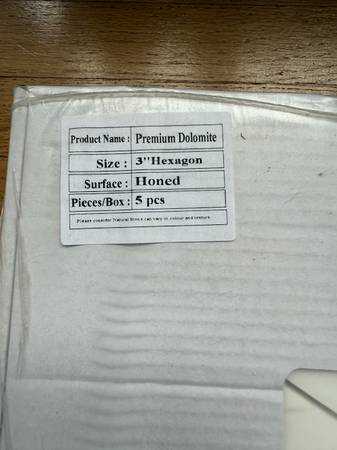 Product Name : Premium Dolomite
Size : 3"Hexagon
Surface : Honed
Pieces/Box : 5 pcs
Please consider Natural Stone can vary in colour and texture.